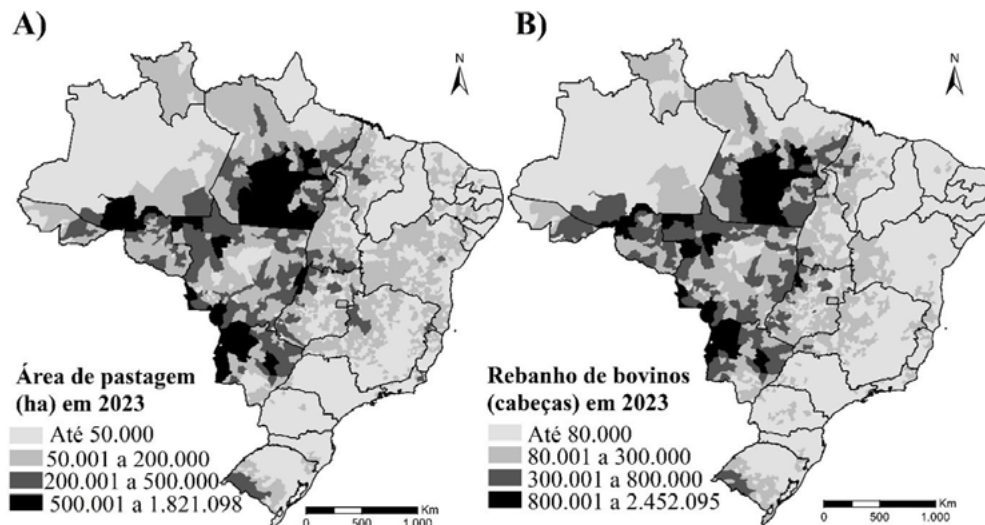 A)
N
Área de pastagem
(ha) em 2023
Até 50.000
50.001 a 200.000
200.001 a 500.000
500.001 a 1.821.098
Km
0 500 1.000
B)
N
Rebanho de bovinos
(cabeças) em 2023
Até 80.000
80.001 a 300.000
300.001 a 800.000
800.001 a 2.452.095
Km
0 500 1.000